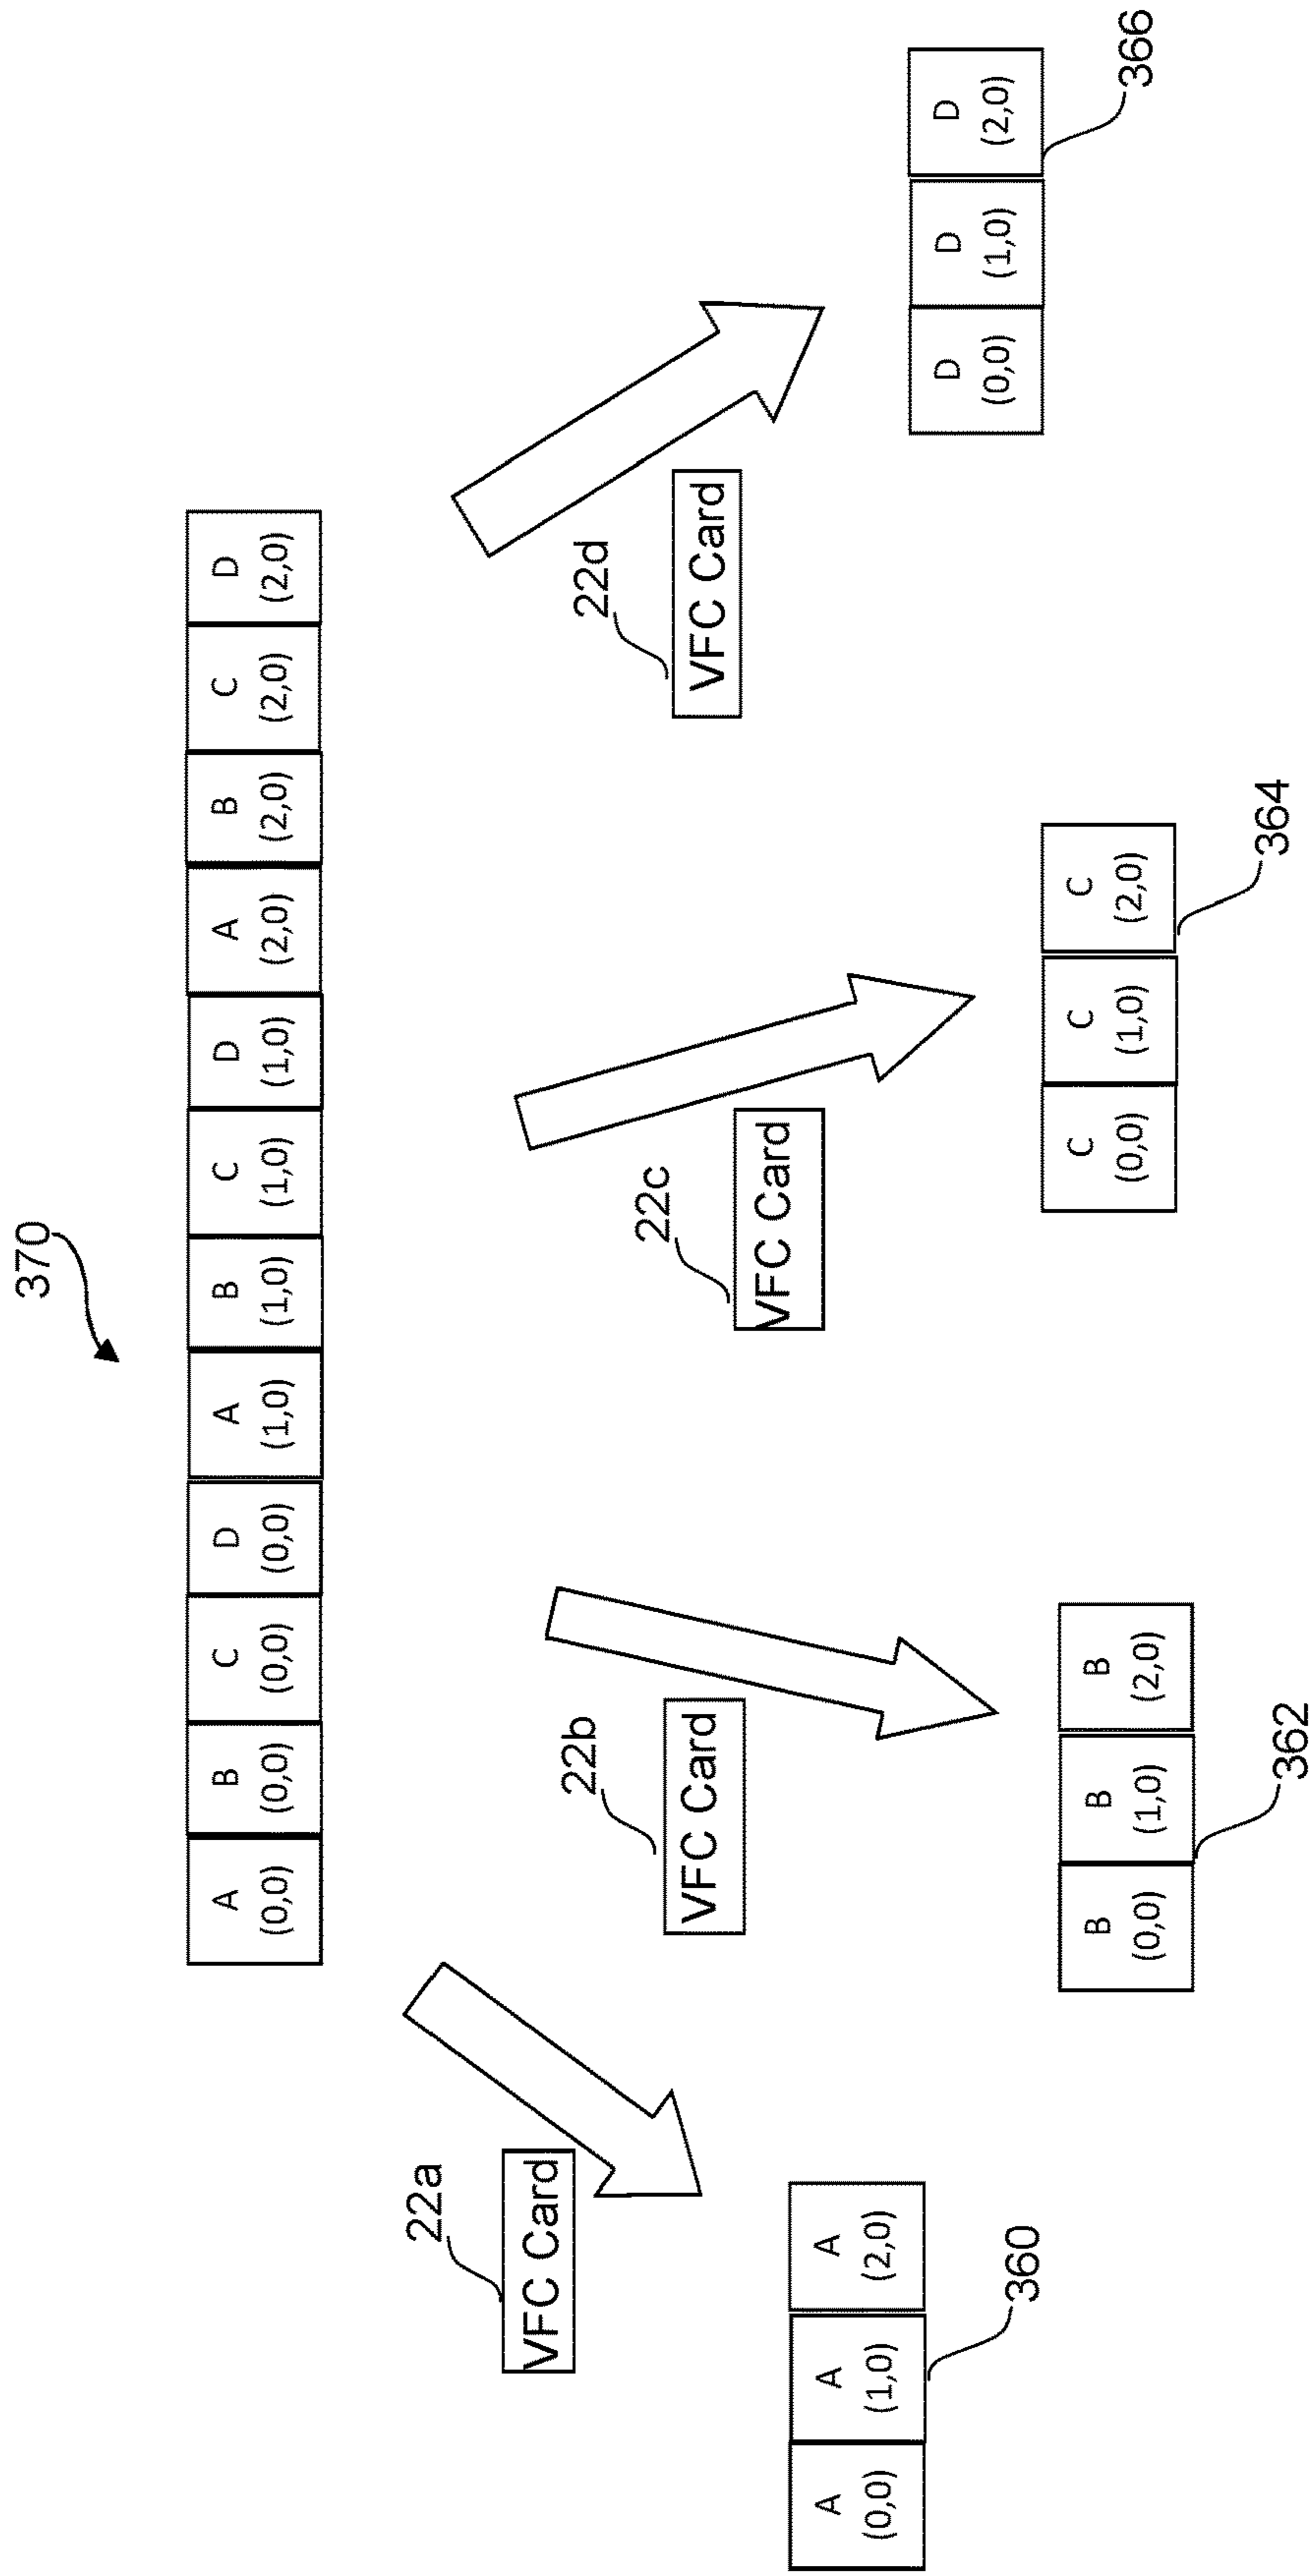 370
A B C D A B C D A B C D
(0,0) (0,0) (0,0) (0,0) (1,0) (1,0) (1,0) (1,0) (2,0) (2,0) (2,0) (2,0)
22a
VFC Card
22b
VFC Card
22c
VFC Card
22d
VFC Card
A A A
(0,0) (1,0) (2,0)
360
B B B
(0,0) (1,0) (2,0)
362
C C C
(0,0) (1,0) (2,0)
364
D D D
(0,0) (1,0) (2,0)
366